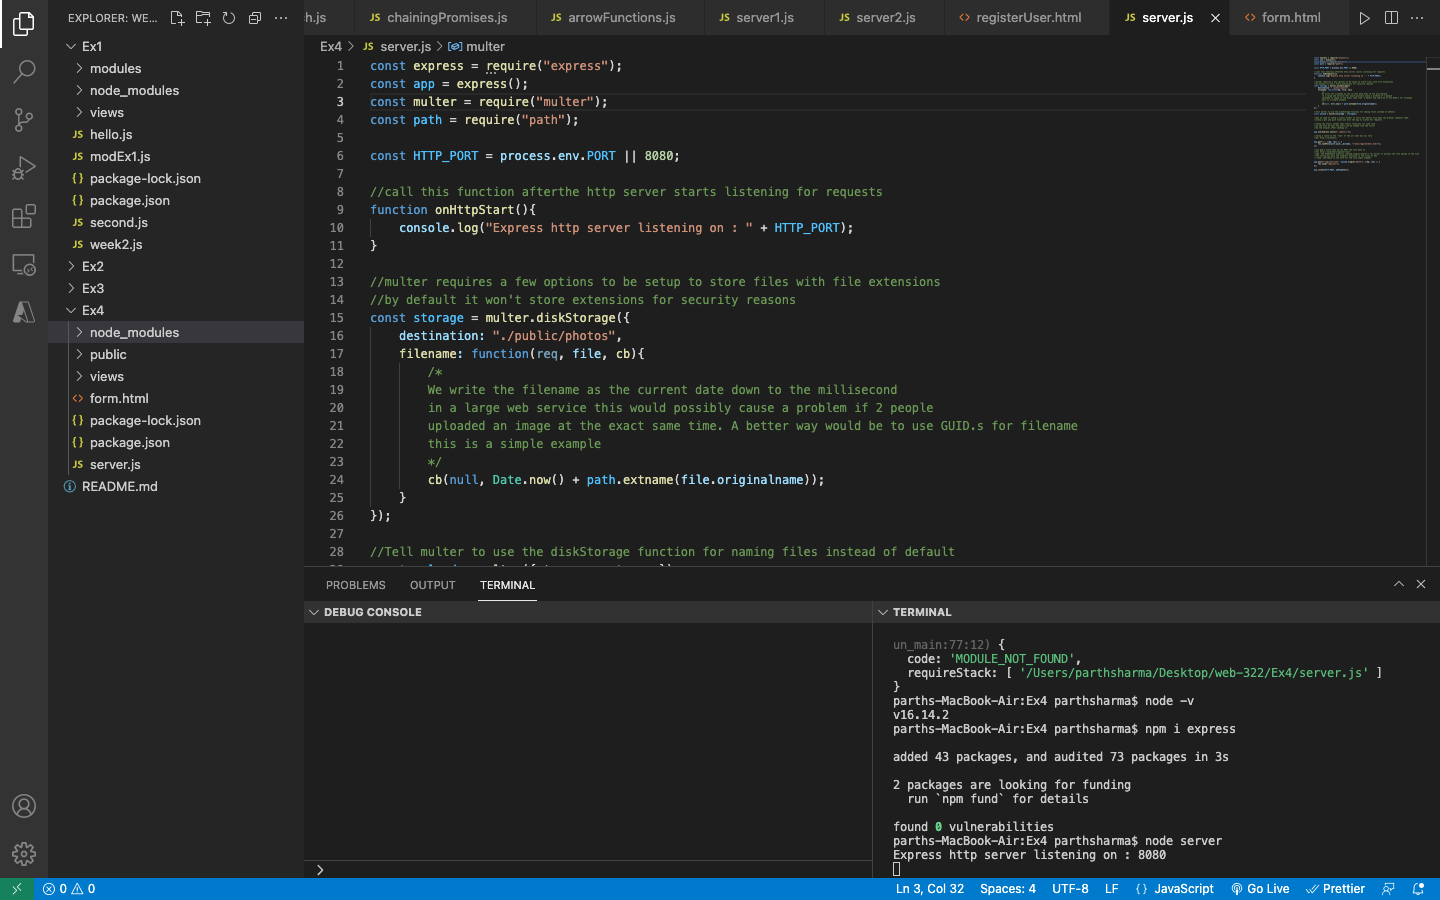 EXPLORER: WE...
Ex1
modules
node_modules
views
JS hello.js
JS modEx1.js
{} package-lock.json
{} package.json
JS second.js
JS week2.js
Ex2
Ex3
Ex4
node_modules
public
views
<> form.html
{} package-lock.json
{} package.json
JS server.js
README.md
h.js
JS chainingPromises.js
JS arrowFunctions.js
JS server1.js
JS server2.js
<> registerUser.html
JS server.js
<> form.html
Ex4 > JS server.js > multer
1 const express = require("express");
2 const app = express();
3 const multer = require("multer");
4 const path = require("path");
5
6 const HTTP_PORT = process.env.PORT || 8080;
7
8 //call this function afterthe http server starts listening for requests
9 function onHttpStart(){
10 console.log("Express http server listening on : " + HTTP_PORT);
11 }
12
13 //multer requires a few options to be setup to store files with file extensions
14 //by default it won't store extensions for security reasons
15 const storage = multer.diskStorage({
16 destination: "./public/photos",
17 filename: function(req, file, cb){
18 /*
19 We write the filename as the current date down to the millisecond
20 in a large web service this would possibly cause a problem if 2 people
21 uploaded an image at the exact same time. A better way would be to use GUID.s for filename
22 this is a simple example
23 */
24 cb(null, Date.now() + path.extname(file.originalname));
25 }
26 });
27
28 //Tell multer to use the diskStorage function for naming files instead of default
PROBLEMS OUTPUT TERMINAL
DEBUG CONSOLE
TERMINAL
un_main:77:12) {
code: 'MODULE_NOT_FOUND',
requireStack: [ '/Users/parthsharma/Desktop/web-322/Ex4/server.js' ]
}
parths-MacBook-Air:Ex4 parthsharma$ node -v
v16.14.2
parths-MacBook-Air:Ex4 parthsharma$ npm i express
added 43 packages, and audited 73 packages in 3s
2 packages are looking for funding
run `npm fund` for details
found 0 vulnerabilities
parths-MacBook-Air:Ex4 parthsharma$ node server
Express http server listening on : 8080
0 0
Ln 3, Col 32 Spaces: 4 UTF-8 LF {} JavaScript Go Live Prettier